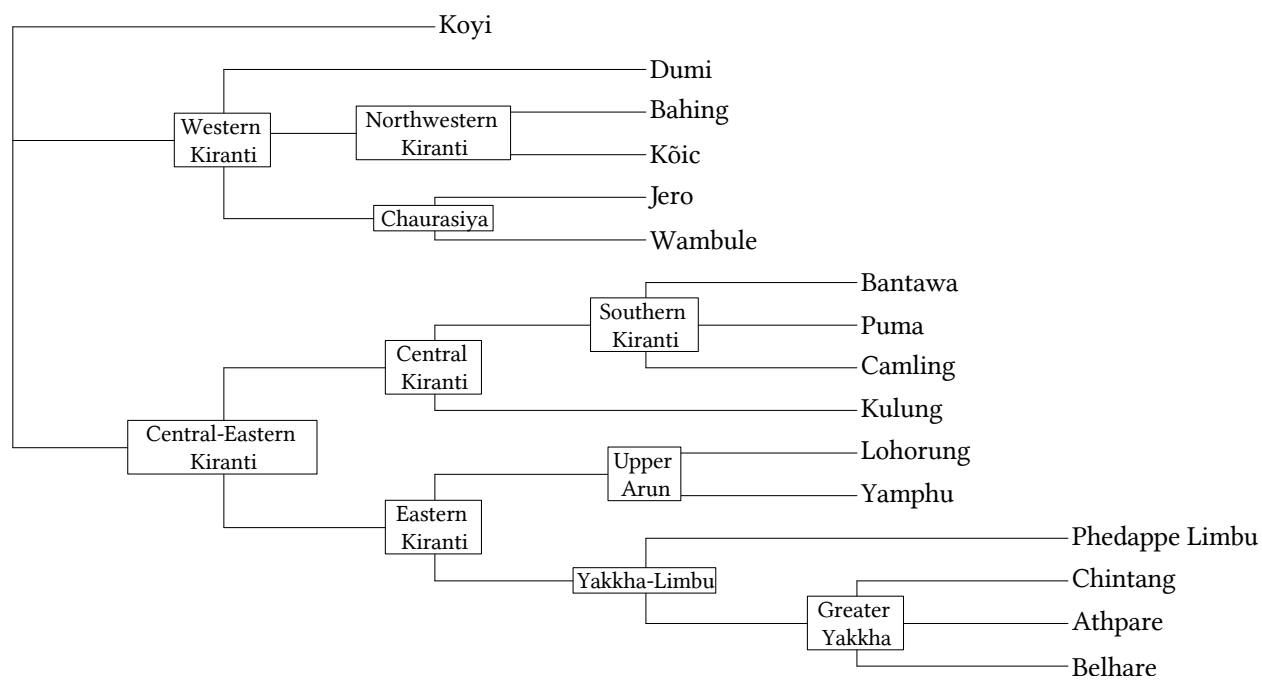 Koyi
Dumi
Western
Kiranti
Northwestern
Kiranti
Bahing
Kõic
Chaurasiya
Jero
Wambule
Central-Eastern
Kiranti
Central
Kiranti
Southern
Kiranti
Bantawa
Puma
Camling
Kulung
Eastern
Kiranti
Upper
Arun
Lohorung
Yamphu
Yakkha-Limbu
Phedappe Limbu
Greater
Yakkha
Chintang
Athpare
Belhare